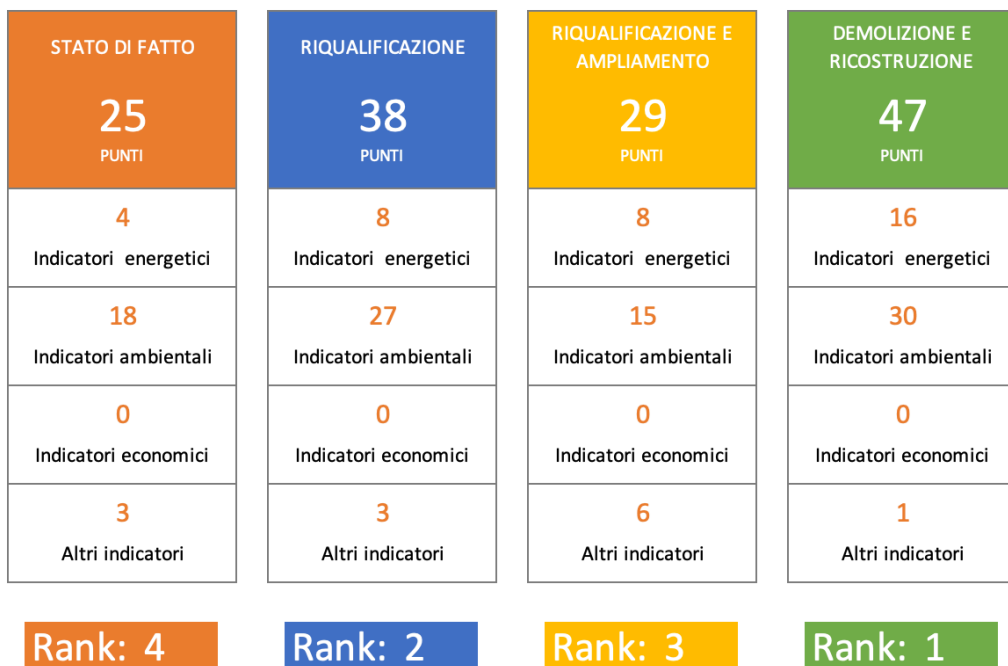 STATO DI FATTO
25
PUNTI
4
Indicatori energetici
18
Indicatori ambientali
0
Indicatori economici
3
Altri indicatori
Rank: 4
RIQUALIFICAZIONE
38
PUNTI
8
Indicatori energetici
27
Indicatori ambientali
0
Indicatori economici
3
Altri indicatori
Rank: 2
RIQUALIFICAZIONE E
AMPLIAMENTO
29
PUNTI
8
Indicatori energetici
15
Indicatori ambientali
0
Indicatori economici
6
Altri indicatori
Rank: 3
DEMOLIZIONE E
RICOSTRUZIONE
47
PUNTI
16
Indicatori energetici
30
Indicatori ambientali
0
Indicatori economici
1
Altri indicatori
Rank: 1